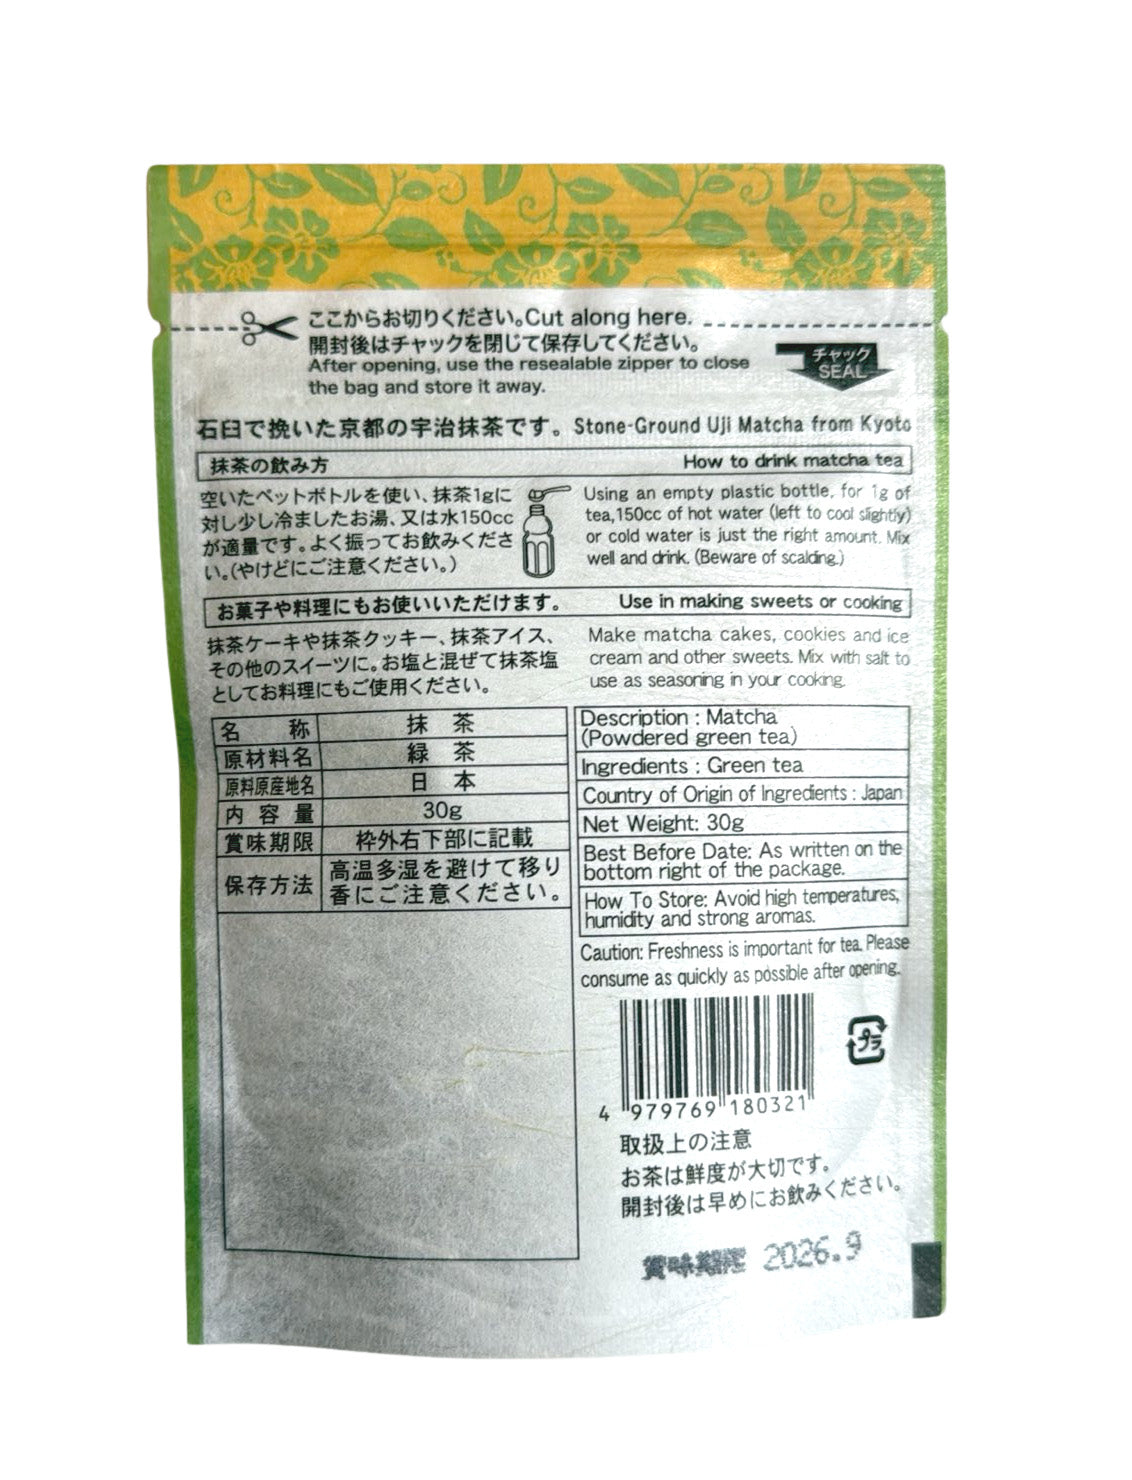 ここからお切りください。Cut along here.
開封後はチャックを閉じて保存してください。
After opening, use the resealable zipper to close
the bag and store it away.
チャック
SEAL
石臼で挽いた京都の宇治抹茶です。Stone-Ground Uji Matcha from Kyoto
抹茶の飲み方 How to drink matcha tea
空いたペットボトルを使い、抹茶1gに
対し少し冷ましたお湯、又は水150cc
が適量です。よく振ってお飲みくださ
い。(やけどにご注意ください。)
Using an empty plastic bottle, for 1g of
tea,150cc of hot water (left to cool slightly)
or cold water is just the right amount. Mix
well and drink. (Beware of scalding.)
お菓子や料理にもお使いいただけます。 Use in making sweets or cooking
抹茶ケーキや抹茶クッキー、抹茶アイス、
その他のスイーツに。お塩と混ぜて抹茶塩
としてお料理にもご使用ください。
Make matcha cakes, cookies and ice
cream and other sweets. Mix with salt to
use as seasoning in your cooking.
名称 抹茶
原材料名 緑茶
原料原産地名 日本
内容量 30g
賞味期限 枠外右下部に記載
保存方法 高温多湿を避けて移り
香にご注意ください。
Description : Matcha
(Powdered green tea)
Ingredients : Green tea
Country of Origin of Ingredients : Japan
Net Weight: 30g
Best Before Date: As written on the
bottom right of the package.
How To Store: Avoid high temperatures,
humidity and strong aromas.
Caution: Freshness is important for tea. Please
consume as quickly as possible after opening.
プラ
4 979769 180321
取扱上の注意
お茶は鮮度が大切です。
開封後は早めにお飲みください。
賞味期限 2026.9